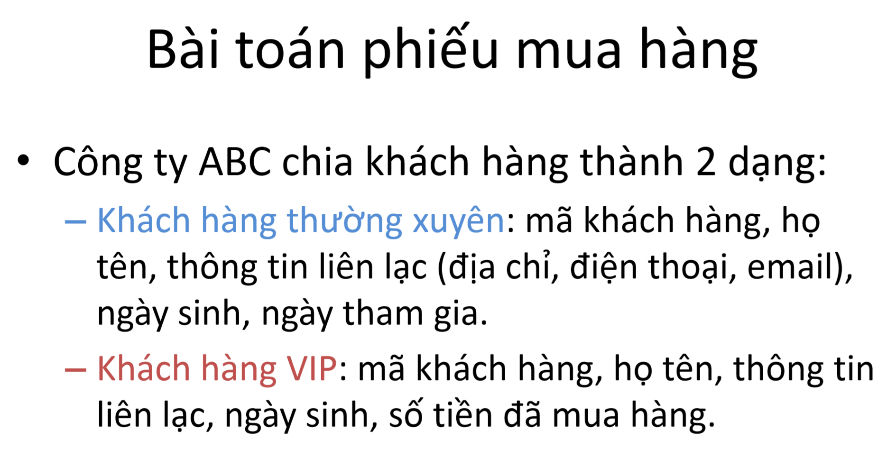 Bài toán phiếu mua hàng
• Công ty ABC chia khách hàng thành 2 dạng:
– Khách hàng thường xuyên: mã khách hàng, họ
tên, thông tin liên lạc (địa chỉ, điện thoại, email),
ngày sinh, ngày tham gia.
– Khách hàng VIP: mã khách hàng, họ tên, thông tin
liên lạc, ngày sinh, số tiền đã mua hàng.